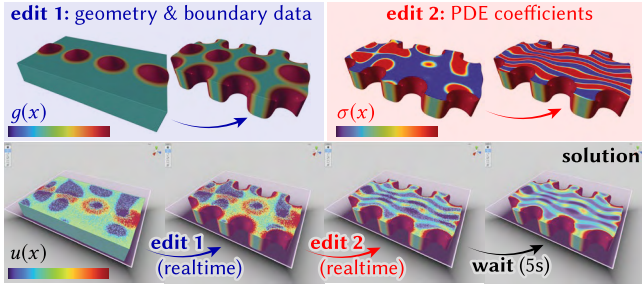 edit 1: geometry & boundary data
edit 2: PDE coefficients
g(x)
σ(x)
solution
u(x)
edit 1
(realtime)
edit 2
(realtime)
wait (5s)